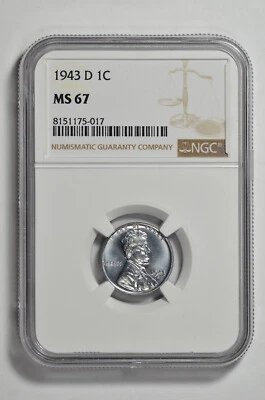 1943 D 1C
MS 67
8151175-017
NUMISMATIC GUARANTY COMPANY
NGC